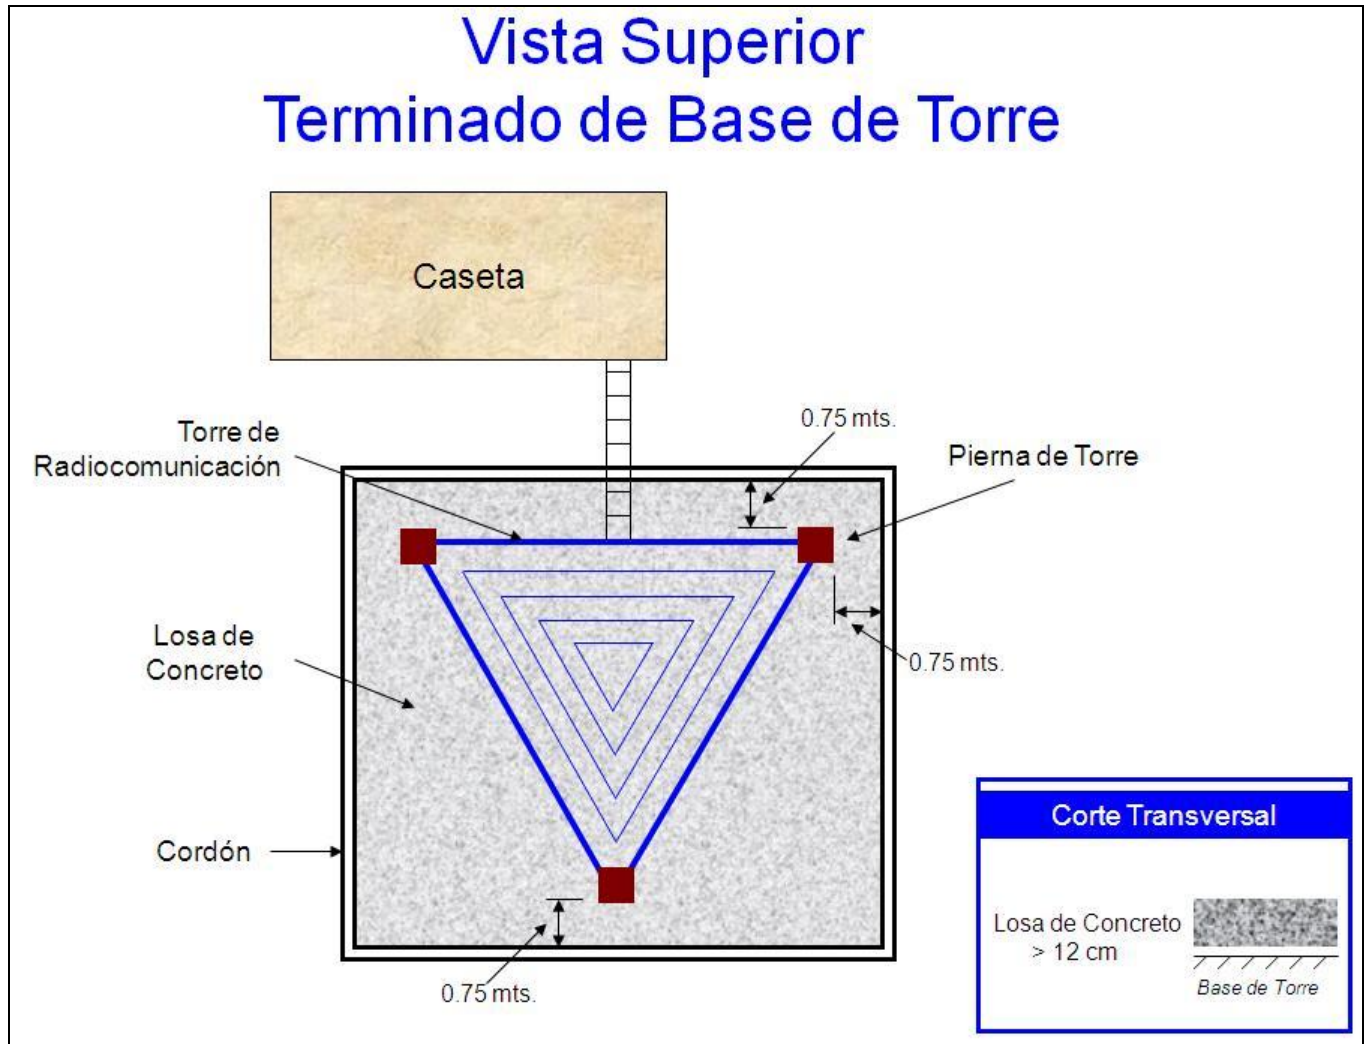 Vista Superior
Terminado de Base de Torre
Caseta
0.75 mts.
Torre de
Radiocomunicación
Pierna de Torre
Losa de
Concreto
0.75 mts.
Cordón
0.75 mts.
Corte Transversal
Losa de Concreto
> 12 cm
Base de Torre